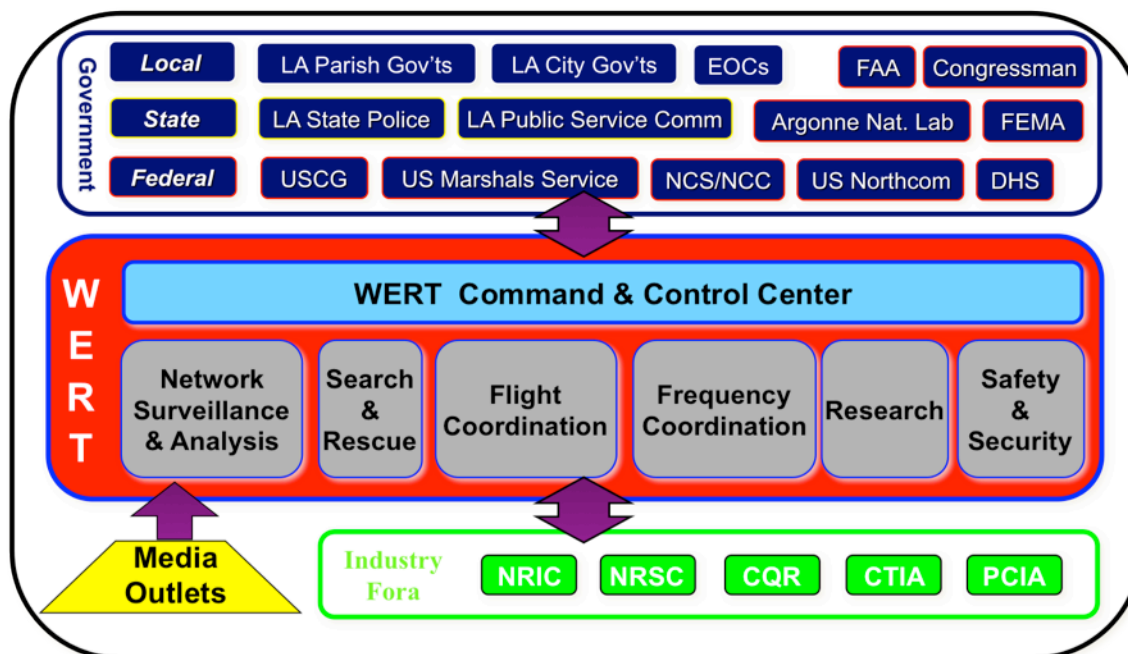 Government
Local
LA Parish Gov'ts
LA City Gov'ts
EOCs
FAA
Congressman
State
LA State Police
LA Public Service Comm
Argonne Nat. Lab
FEMA
Federal
USCG
US Marshals Service
NCS/NCC
US Northcom
DHS
WERT
WERT Command & Control Center
Network
Surveillance
& Analysis
Search
&
Rescue
Flight
Coordination
Frequency
Coordination
Research
Safety
&
Security
Media
Outlets
Industry
Fora
NRIC
NRSC
CQR
CTIA
PCIA